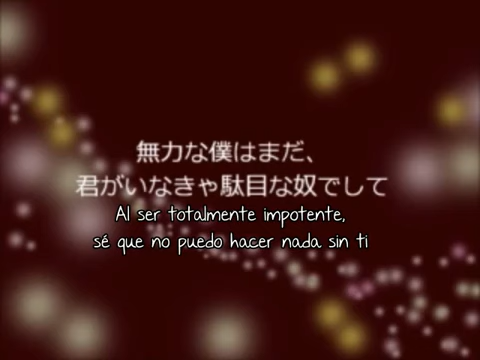 無力な僕はまだ、
君がいなきゃ駄目な奴でして
Al ser totalmente impotente,
sé que no puedo hacer nada sin ti